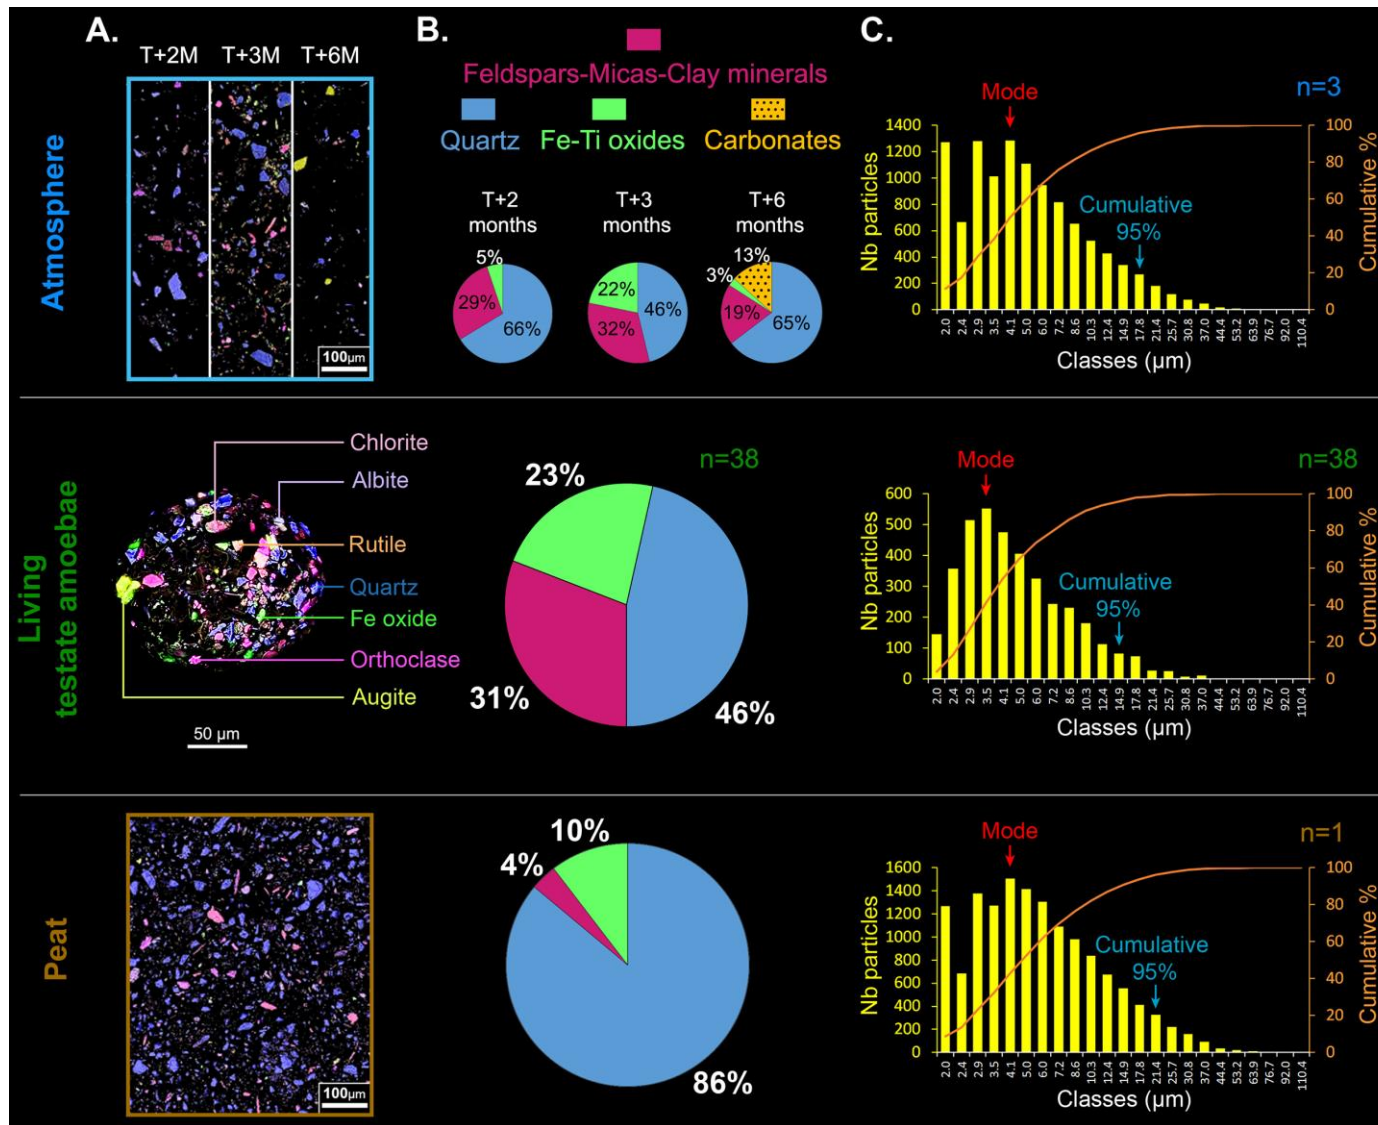 A.
T+2M T+3M T+6M
Atmosphere
100µm
B.
Feldspars-Micas-Clay minerals
Quartz Fe-Ti oxides Carbonates
T+2 months T+3 months T+6 months
5%
29%
66%
22%
46%
32%
13%
3%
19%
65%
C.
n=3
Mode
Cumulative
95%
Nb particles
1400
1200
1000
800
600
400
200
0
100
80
60
40
20
0
Cumulative %
2.0 2.4 2.9 3.5 4.1 5.0 6.0 7.2 8.6 10.3 12.4 14.9 17.8 21.4 25.7 30.8 37.0 44.4 53.2 63.9 76.7 92.0 110.4
Classes (µm)
Living
testate amoebae
Chlorite
Albite
Rutile
Quartz
Fe oxide
Orthoclase
Augite
50 µm
n=38
23%
31%
46%
n=38
Mode
Cumulative
95%
Nb particles
600
500
400
300
200
100
0
100
80
60
40
20
0
Cumulative %
2.0 2.4 2.9 3.5 4.1 5.0 6.0 7.2 8.6 10.3 12.4 14.9 17.8 21.4 25.7 30.8 37.0 44.4 53.2 63.9 76.7 92.0 110.4
Classes (µm)
Peat
100µm
10%
4%
86%
n=1
Mode
Cumulative
95%
Nb particles
1600
1400
1200
1000
800
600
400
200
0
100
80
60
40
20
0
Cumulative %
2.0 2.4 2.9 3.5 4.1 5.0 6.0 7.2 8.6 10.3 12.4 14.9 17.8 21.4 25.7 30.8 37.0 44.4 53.2 63.9 76.7 92.0 110.4
Classes (µm)